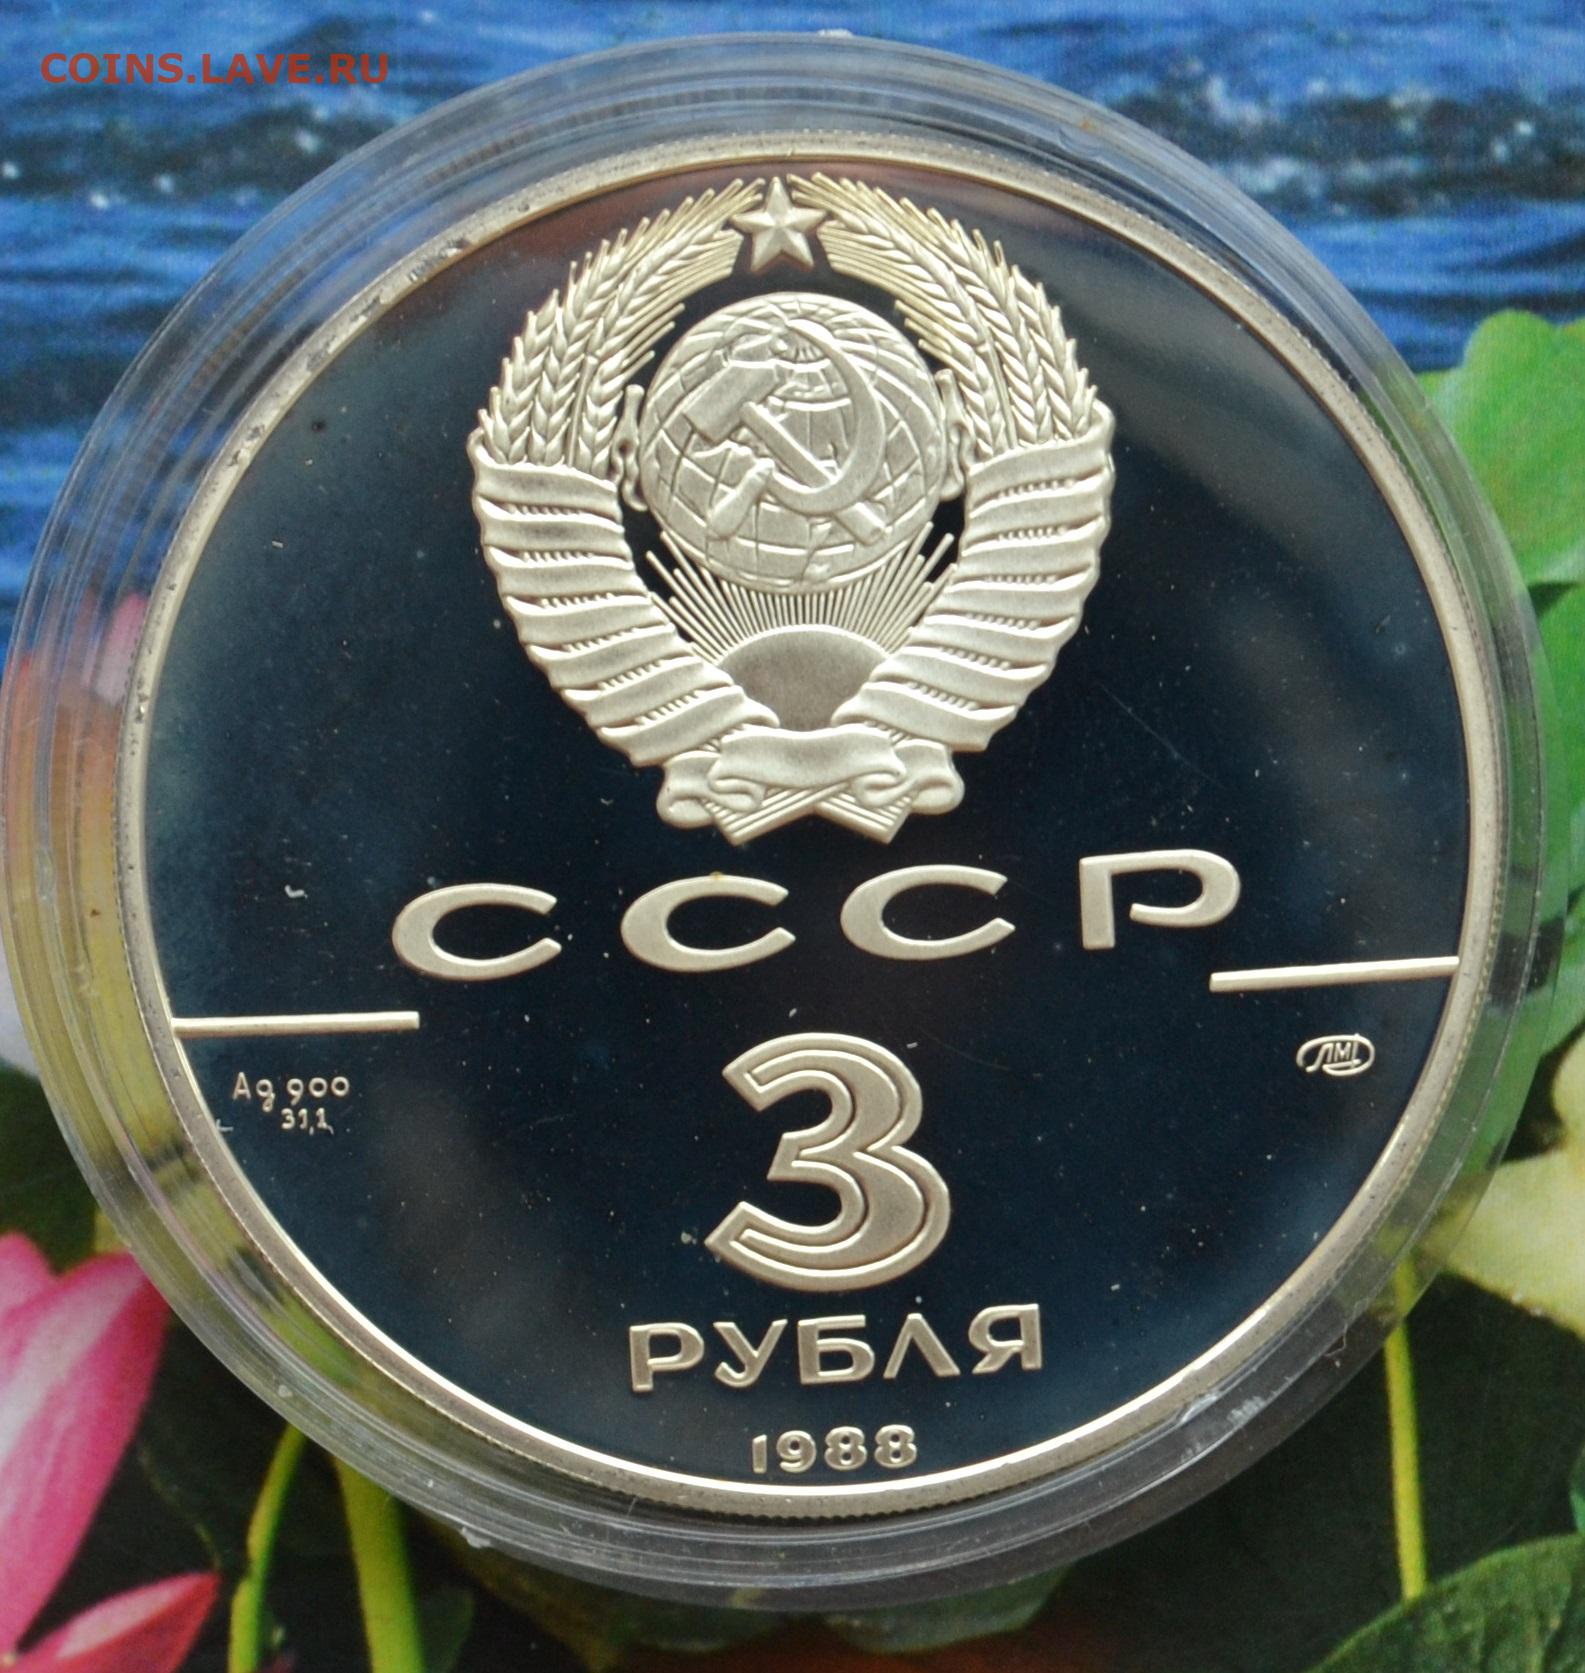 COINS.LAVE.RU
СССР
Ag 900
31,1
ЛМД
3
РУБЛЯ
1988